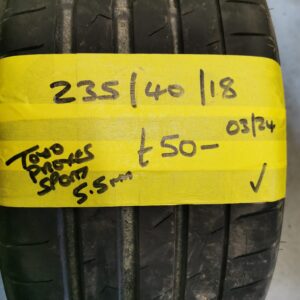 235/40/18
03/24
£50-
TOYO
PROXES
SPORT
5.5mm
✓